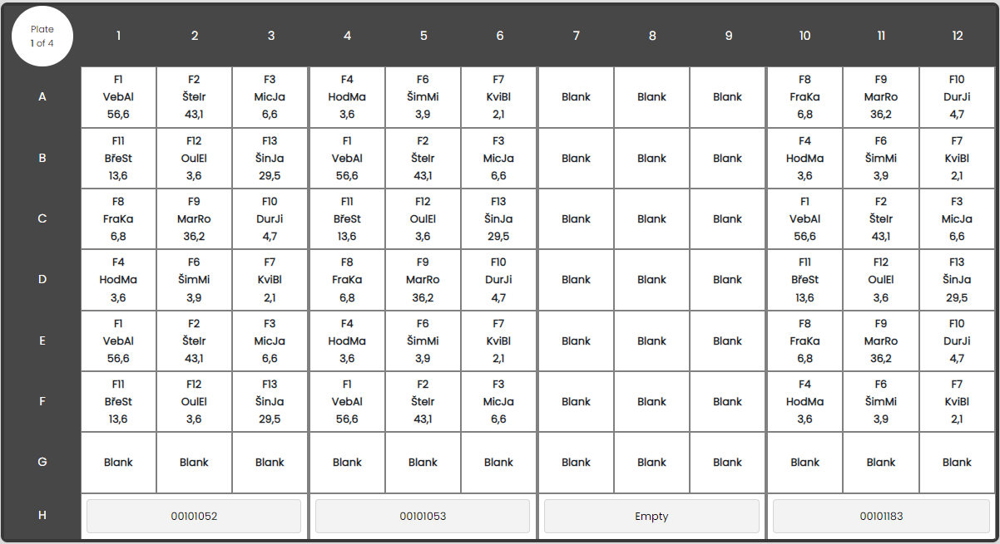 Plate
1 of 4
1 2 3 4 5 6 7 8 9 10 11 12
A
F1 F2 F3 F4 F6 F7 F8 F9 F10
VebAl ŠteIr MicJa HodMa ŠimMi KviBl Blank Blank Blank FraKa MarRo DurJi
56,6 43,1 6,6 3,6 3,9 2,1 6,8 36,2 4,7
B
F11 F12 F13 F1 F2 F3 F4 F6 F7
BřeSt OulEl ŠinJa VebAl ŠteIr MicJa Blank Blank Blank HodMa ŠimMi KviBl
13,6 3,6 29,5 56,6 43,1 6,6 3,6 3,9 2,1
C
F8 F9 F10 F11 F12 F13 F1 F2 F3
FraKa MarRo DurJi BřeSt OulEl ŠinJa Blank Blank Blank VebAl ŠteIr MicJa
6,8 36,2 4,7 13,6 3,6 29,5 56,6 43,1 6,6
D
F4 F6 F7 F8 F9 F10 F11 F12 F13
HodMa ŠimMi KviBl FraKa MarRo DurJi Blank Blank Blank BřeSt OulEl ŠinJa
3,6 3,9 2,1 6,8 36,2 4,7 13,6 3,6 29,5
E
F1 F2 F3 F4 F6 F7 F8 F9 F10
VebAl ŠteIr MicJa HodMa ŠimMi KviBl Blank Blank Blank FraKa MarRo DurJi
56,6 43,1 6,6 3,6 3,9 2,1 6,8 36,2 4,7
F
F11 F12 F13 F1 F2 F3 F4 F6 F7
BřeSt OulEl ŠinJa VebAl ŠteIr MicJa Blank Blank Blank HodMa ŠimMi KviBl
13,6 3,6 29,5 56,6 43,1 6,6 3,6 3,9 2,1
G Blank Blank Blank Blank Blank Blank Blank Blank Blank Blank Blank Blank
H 00101052 00101053 Empty 00101183